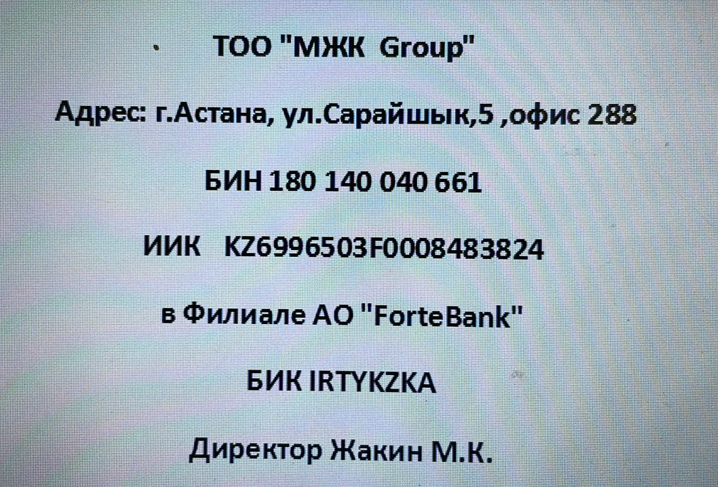 ТОО "МЖК Group"
Адрес: г.Астана, ул.Сарайшык,5 ,офис 288
БИН 180 140 040 661
ИИК KZ6996503F0008483824
в Филиале АО "ForteBank"
БИК IRTYKZKA
Директор Жакин М.К.